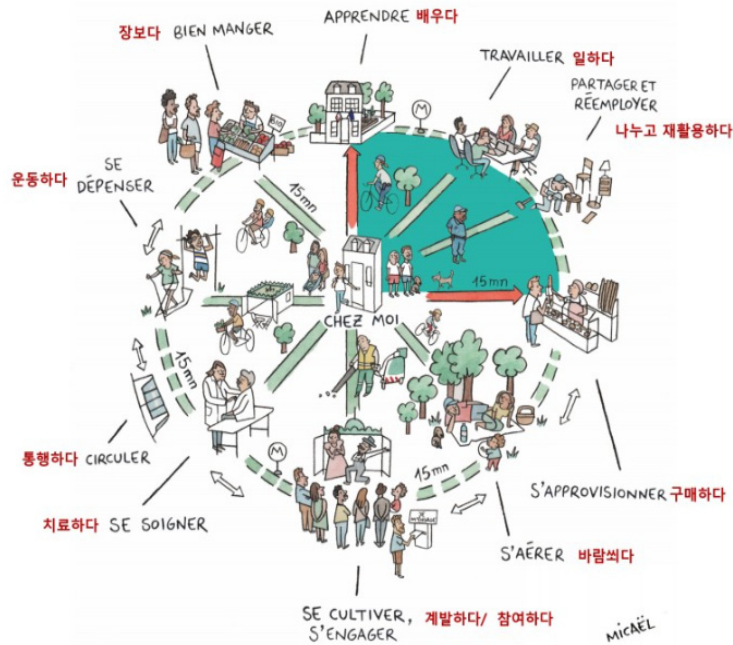 장보다 BIEN MANGER
APPRENDRE 배우다
TRAVAILLER 일하다
PARTAGER ET
RÉEMPLOYER
나누고 재활용하다
BIO
M
운동하다 SE
DÉPENSER
15mn
15mn
CHEZ MOI
15mn
M
15mn
통행하다 CIRCULER
치료하다 SE SOIGNER
S'APPROVISIONNER 구매하다
S'AÉRER 바람쐬다
SE CULTIVER, 계발하다/ 참여하다
S'ENGAGER
MICAËL